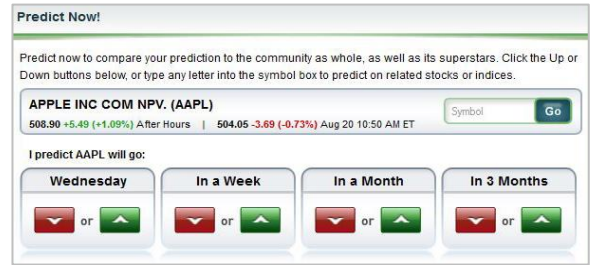 Predict Now!
Predict now to compare your prediction to the community as whole, as well as its superstars. Click the Up or
Down buttons below, or type any letter into the symbol box to predict on related stocks or indices.
APPLE INC COM NPV. (AAPL)
508.90 +5.49 (+1.09%) After Hours | 504.05 -3.69 (-0.73%) Aug 20 10:50 AM ET
Symbol Go
I predict AAPL will go:
Wednesday In a Week In a Month In 3 Months
or or or or